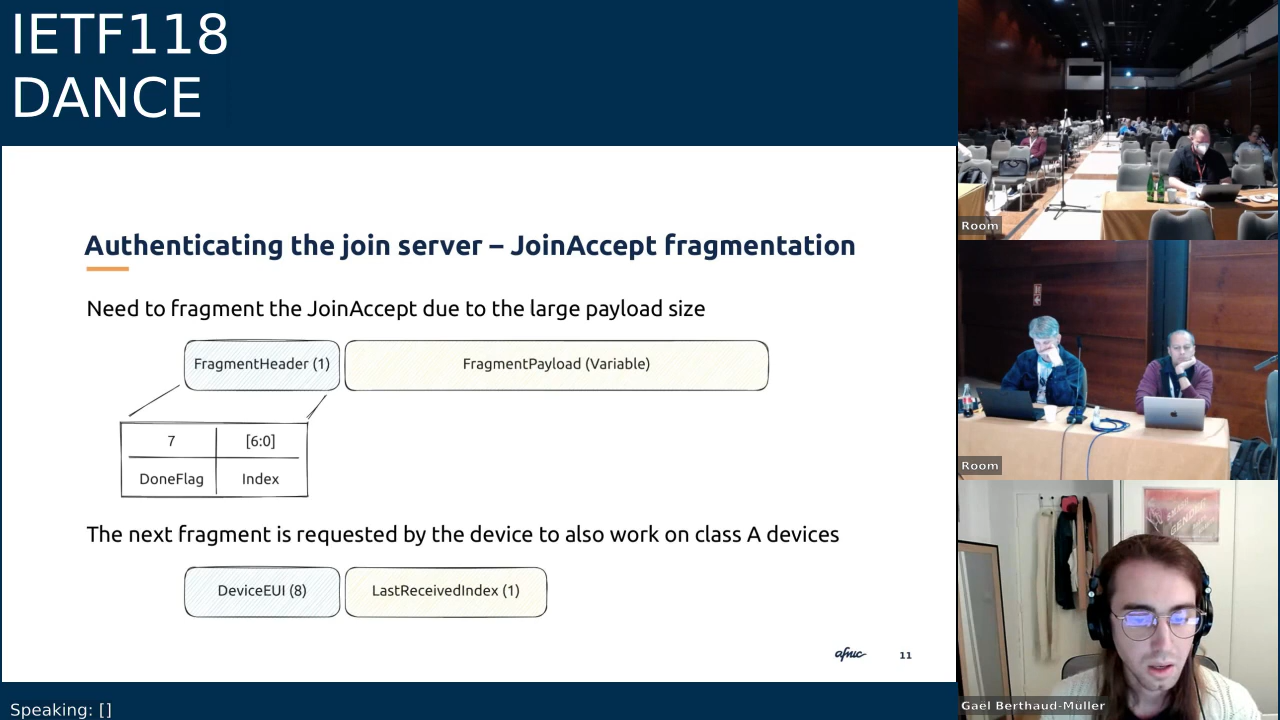 IETF118
DANCE
Authenticating the join server – JoinAccept fragmentation
Need to fragment the JoinAccept due to the large payload size
FragmentHeader (1)
FragmentPayload (Variable)
7
[6:0]
DoneFlag
Index
The next fragment is requested by the device to also work on class A devices
DeviceEUI (8)
LastReceivedIndex (1)
afnic
11
Speaking: []
Room
Room
Gael Berthaud-Muller